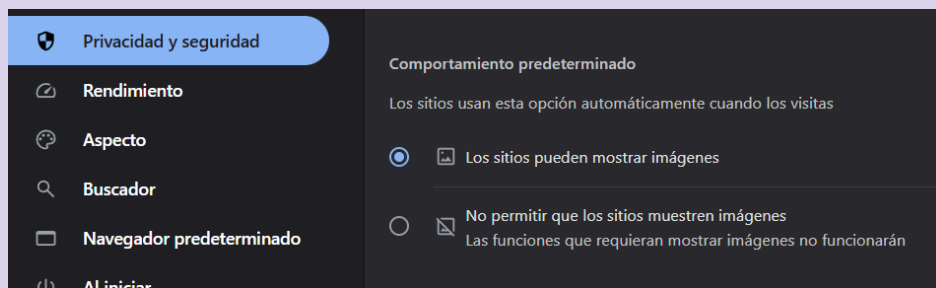 Privacidad y seguridad
Rendimiento
Aspecto
Buscador
Navegador predeterminado
Al iniciar
Comportamiento predeterminado
Los sitios usan esta opción automáticamente cuando los visitas
Los sitios pueden mostrar imágenes
No permitir que los sitios muestren imágenes
Las funciones que requieran mostrar imágenes no funcionarán